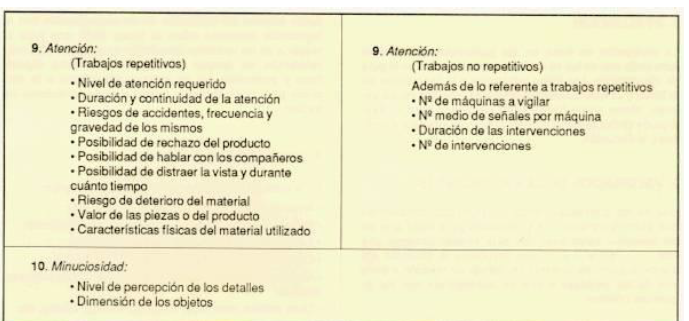 9. Atención:
(Trabajos repetitivos)
• Nivel de atención requerido
• Duración y continuidad de la atención
• Riesgos de accidentes, frecuencia y
gravedad de los mismos
• Posibilidad de rechazo del producto
• Posibilidad de hablar con los compañeros
• Posibilidad de distraer la vista y durante
cuánto tiempo
• Riesgo de deterioro del material
• Valor de las piezas o del producto
• Características físicas del material utilizado
9. Atención:
(Trabajos no repetitivos)
Además de lo referente a trabajos repetitivos
• Nº de máquinas a vigilar
• Nº medio de señales por máquina
• Duración de las intervenciones
• Nº de intervenciones
10. Minuciosidad:
• Nivel de percepción de los detalles
• Dimensión de los objetos